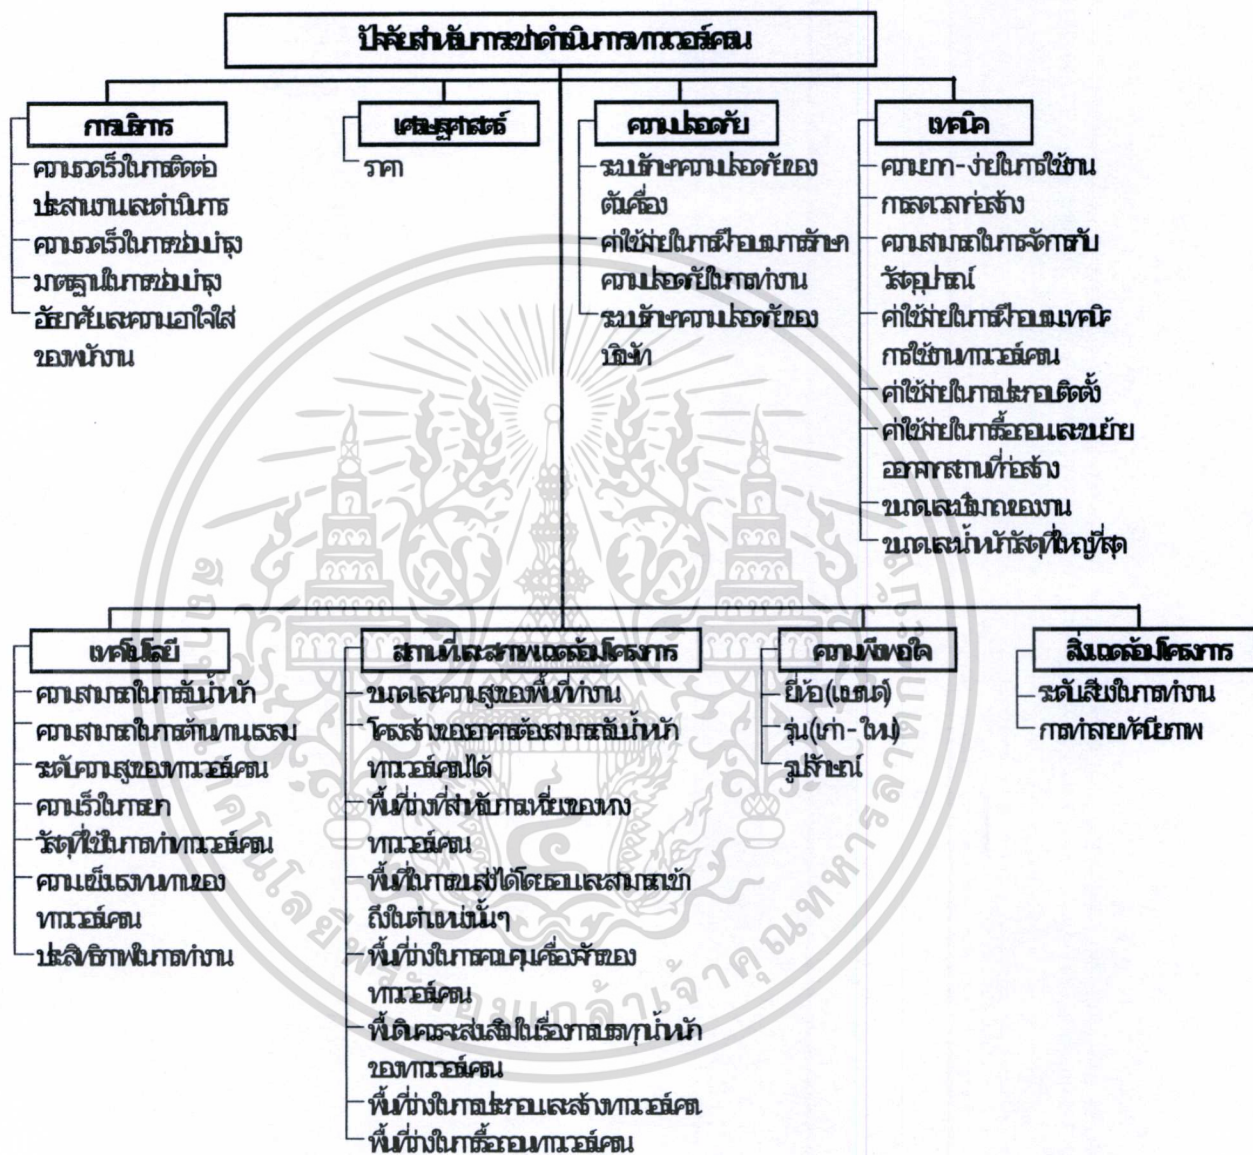 ปัจจัยสำหรับการเช่าดำเนินการทาวเวอร์เครน
การบริการ
ความรวดเร็วในการติดต่อ
ประสานงานและดำเนินการ
ความรวดเร็วในการซ่อมบำรุง
มาตรฐานในการซ่อมบำรุง
อัธยาศัยและความเอาใจใส่
ของพนักงาน
เศรษฐศาสตร์
ราคา
ความปลอดภัย
ระบบรักษาความปลอดภัยของ
ตัวเครื่อง
ค่าใช้จ่ายในการฝึกอบรมการรักษา
ความปลอดภัยในการทำงาน
ระบบรักษาความปลอดภัยของ
บริษัท
เทคนิค
ความยาก - ง่ายในการใช้งาน
การลดเวลาก่อสร้าง
ความสามารถในการจัดการกับ
วัสดุอุปกรณ์
ค่าใช้จ่ายในการฝึกอบรมเทคนิค
การใช้งานทาวเวอร์เครน
ค่าใช้จ่ายในการประกอบติดตั้ง
ค่าใช้จ่ายในการรื้อถอนและขนย้าย
ออกจากสถานที่ก่อสร้าง
ขนาดและปริมาณของงาน
ขนาดและน้ำหนักวัสดุที่ใหญ่ที่สุด
เทคโนโลยี
ความสามารถในการรับน้ำหนัก
ความสามารถในการต้านทานแรงลม
ระดับความสูงของทาวเวอร์เครน
ความเร็วในการยก
วัสดุที่ใช้ในการทำทาวเวอร์เครน
ความแข็งแรงทนทานของ
ทาวเวอร์เครน
ประสิทธิภาพในการทำงาน
สถานที่และสภาพแวดล้อมโครงการ
ขนาดและความสูงของพื้นที่ทำงาน
โครงสร้างของอาคารต้องสามารถรับน้ำหนัก
ทาวเวอร์เครนได้
พื้นที่ว่างที่สำหรับการเหวี่ยงของหาง
ทาวเวอร์เครน
พื้นที่ในการขนส่งได้โดยรอบและสามารถเข้า
ถึงในตำแหน่งนั้นๆ
พื้นที่ว่างในการควบคุมเครื่องจักรของ
ทาวเวอร์เครน
พื้นดินควรจะส่งเสริมในเรื่องการบรรทุกน้ำหนัก
ของทาวเวอร์เครน
พื้นที่ว่างในการประกอบและสร้างทาวเวอร์เครน
พื้นที่ว่างในการรื้อถอนทาวเวอร์เครน
ความพึงพอใจ
ยี่ห้อ (แบรนด์)
รุ่น (เก่า - ใหม่)
รูปลักษณ์
สิ่งแวดล้อมโครงการ
ระดับเสียงในการทำงาน
การทำลายทัศนียภาพ
สถาบันเทคโนโลยีพระจอมเกล้าเจ้าคุณทหารลาดกระบัง